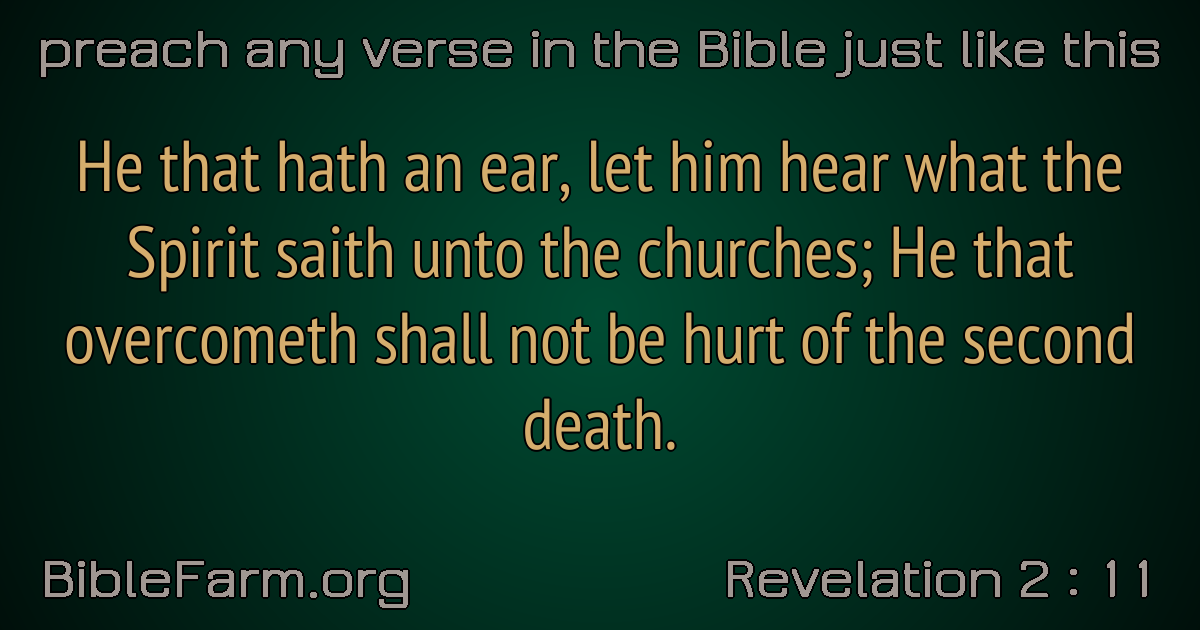 preach any verse in the Bible just like this
He that hath an ear, let him hear what the
Spirit saith unto the churches; He that
overcometh shall not be hurt of the second
death.
BibleFarm.org
Revelation 2 : 11